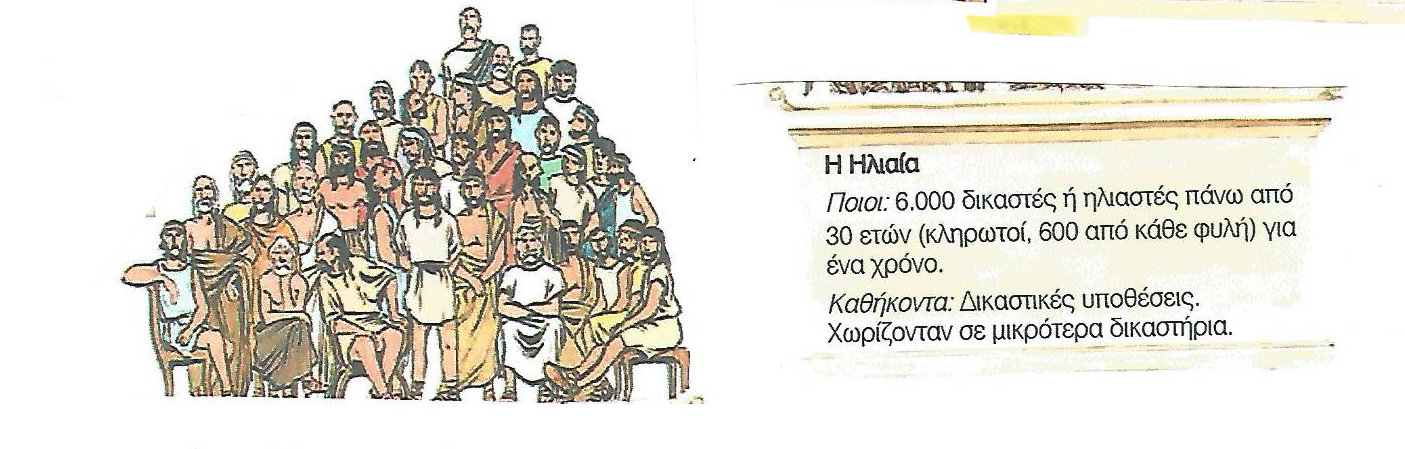 Η Ηλιαία
Ποιοι: 6.000 δικαστές ή ηλιαστές πάνω από
30 ετών (κληρωτοί, 600 από κάθε φυλή) για
ένα χρόνο.
Καθήκοντα: Δικαστικές υποθέσεις.
Χωρίζονταν σε μικρότερα δικαστήρια.